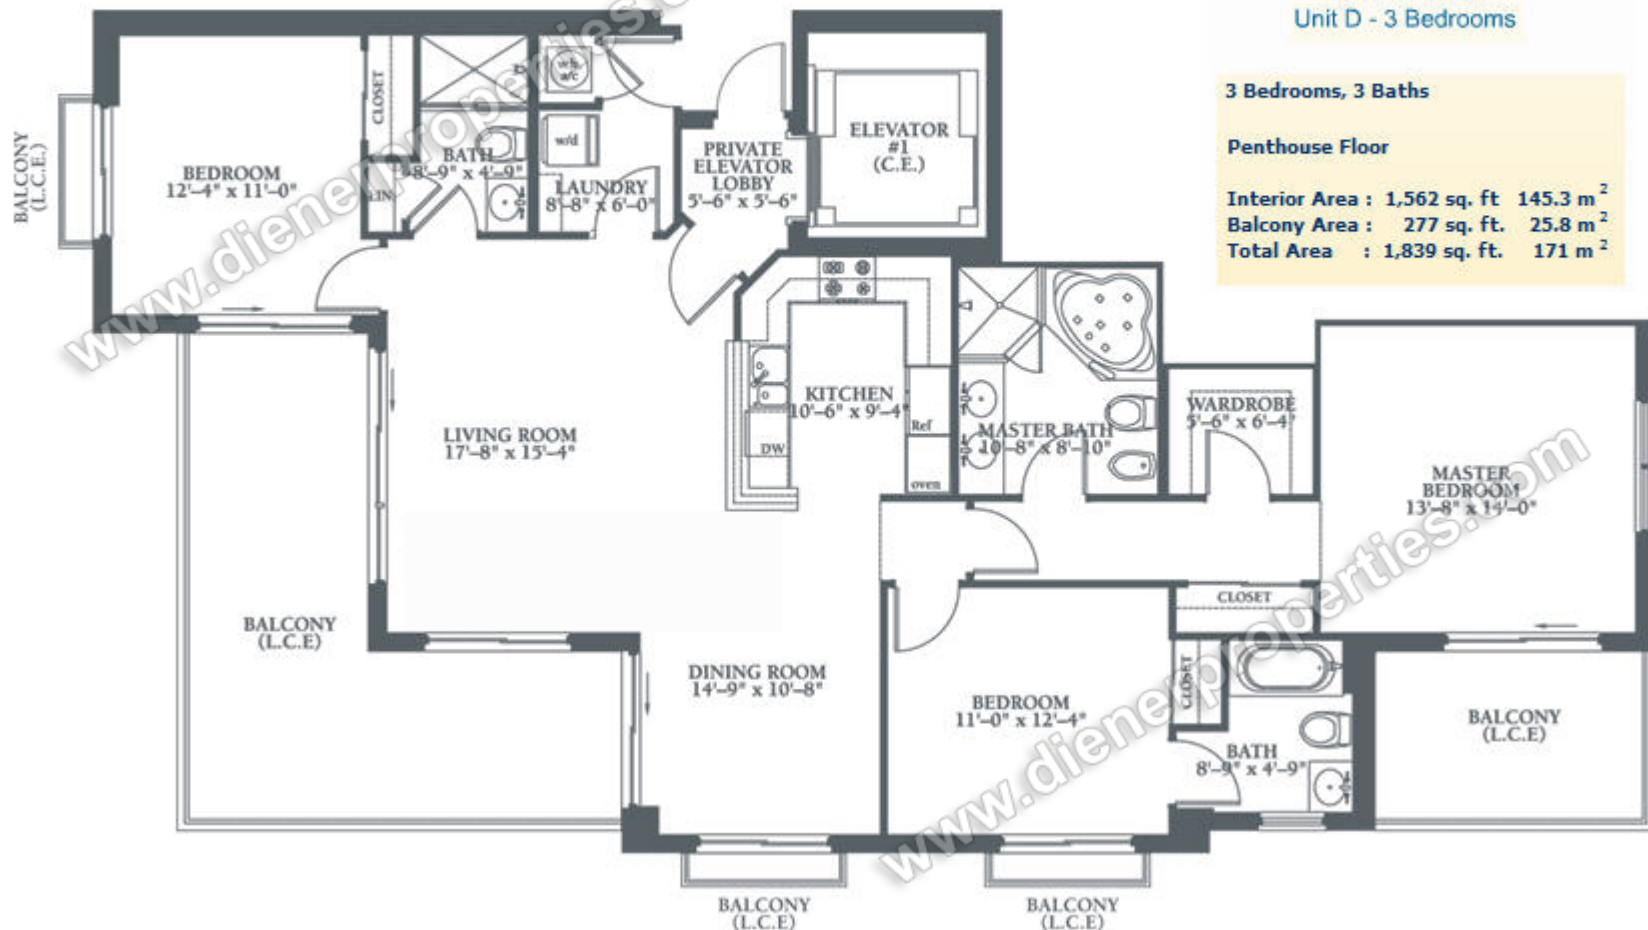 Unit D - 3 Bedrooms
3 Bedrooms, 3 Baths
Penthouse Floor
Interior Area : 1,562 sq. ft 145.3 m²
Balcony Area : 277 sq. ft. 25.8 m²
Total Area : 1,839 sq. ft. 171 m²
BALCONY
(L.C.E.)
BEDROOM
12'–4" x 11'–0"
CLOSET
LIN
BATH
8'–9" x 4'–9"
wh
a/c
w/d
LAUNDRY
8'–8" x 6'–0"
PRIVATE
ELEVATOR
LOBBY
5'–6" x 5'–6"
ELEVATOR
#1
(C.E.)
LIVING ROOM
17'–8" x 15'–4"
KITCHEN
10'–6" x 9'–4"
Ref
DW
oven
MASTER BATH
10'–8" x 8'–10"
WARDROBE
5'–6" x 6'–4"
MASTER
BEDROOM
13'–8" x 14'–0"
CLOSET
BALCONY
(L.C.E)
DINING ROOM
14'–9" x 10'–8"
BEDROOM
11'–0" x 12'–4"
CLOSET
BATH
8'–9" x 4'–9"
BALCONY
(L.C.E)
BALCONY
(L.C.E)
BALCONY
(L.C.E)
www.dienerproperties.com
www.dienerproperties.com